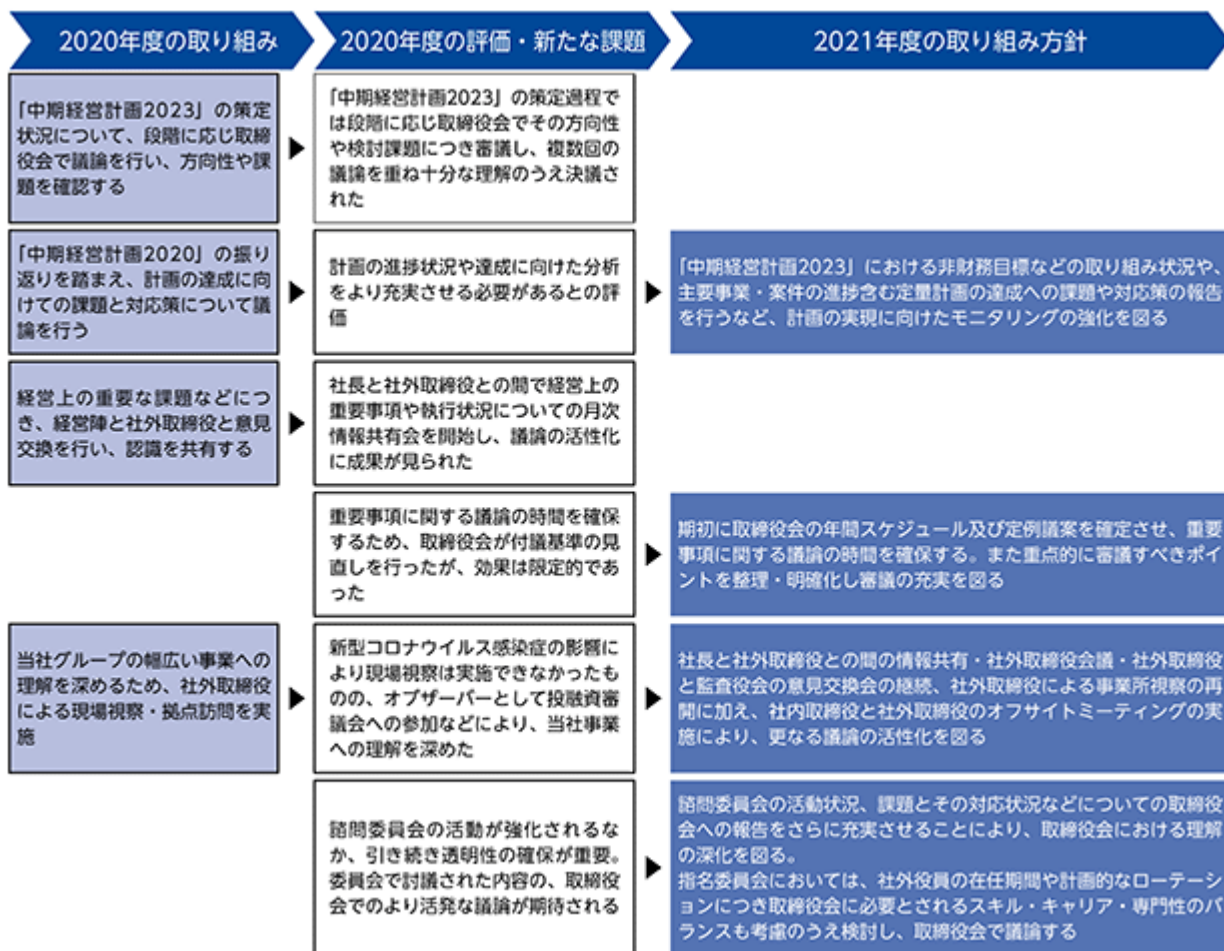 2020年度の取り組み
2020年度の評価・新たな課題
2021年度の取り組み方針
「中期経営計画2023」の策定
状況について、段階に応じ取締
役会で議論を行い、方向性や課
題を確認する
「中期経営計画2023」の策定過程で
は段階に応じ取締役会でその方向性
や検討課題につき審議し、複数回の
議論を重ね十分な理解のうえ決議さ
れた
「中期経営計画2020」の振り
返りを踏まえ、計画の達成に向
けての課題と対応策について議
論を行う
計画の進捗状況や達成に向けた分析
をより充実させる必要があるとの評
価
「中期経営計画2023」における非財務目標などの取り組み状況や、
主要事業・案件の進捗含む定量計画の達成への課題や対応策の報告
を行うなど、計画の実現に向けたモニタリングの強化を図る
経営上の重要な課題などにつ
き、経営陣と社外取締役と意見
交換を行い、認識を共有する
社長と社外取締役との間で経営上の
重要事項や執行状況についての月次
情報共有会を開始し、議論の活性化
に成果が見られた
重要事項に関する議論の時間を確保
するため、取締役会が付議基準の見
直しを行ったが、効果は限定的であ
った
期初に取締役会の年間スケジュール及び定例議案を確定させ、重要
事項に関する議論の時間を確保する。また重点的に審議すべきポイ
ントを整理・明確化し審議の充実を図る
当社グループの幅広い事業への
理解を深めるため、社外取締役
による現場視察・拠点訪問を実
施
新型コロナウイルス感染症の影響に
より現場視察は実施できなかったも
のの、オブザーバーとして投融資審
議会への参加などにより、当社事業
への理解を深めた
社長と社外取締役との間の情報共有・社外取締役会議・社外取締役
と監査役会の意見交換会の継続、社外取締役による事業所視察の再
開に加え、社内取締役と社外取締役のオフサイトミーティングの実
施により、更なる議論の活性化を図る
諮問委員会の活動が強化されるな
か、引き続き透明性の確保が重要。
委員会で討議された内容の、取締役
会でのより活発な議論が期待される
諮問委員会の活動状況、課題とその対応状況などについての取締役
会への報告をさらに充実させることにより、取締役会における理解
の深化を図る。
指名委員会においては、社外役員の在任期間や計画的なローテーシ
ョンにつき取締役会に必要とされるスキル・キャリア・専門性のバ
ランスも考慮のうえ検討し、取締役会で議論する